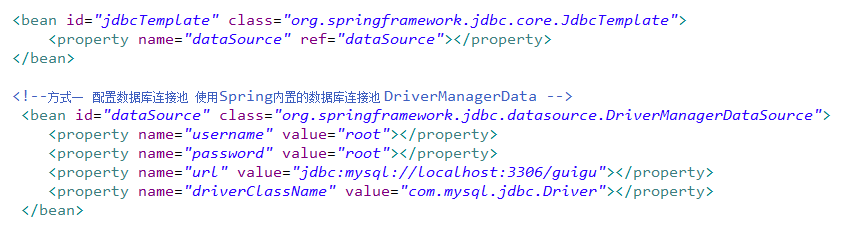 <bean id="jdbcTemplate" class="org.springframework.jdbc.core.JdbcTemplate">
<property name="dataSource" ref="dataSource"></property>
</bean>
<!--方式一 配置数据库连接池 使用Spring内置的数据库连接池 DriverManagerData -->
<bean id="dataSource" class="org.springframework.jdbc.datasource.DriverManagerDataSource">
<property name="username" value="root"></property>
<property name="password" value="root"></property>
<property name="url" value="jdbc:mysql://localhost:3306/guigu"></property>
<property name="driverClassName" value="com.mysql.jdbc.Driver"></property>
</bean>